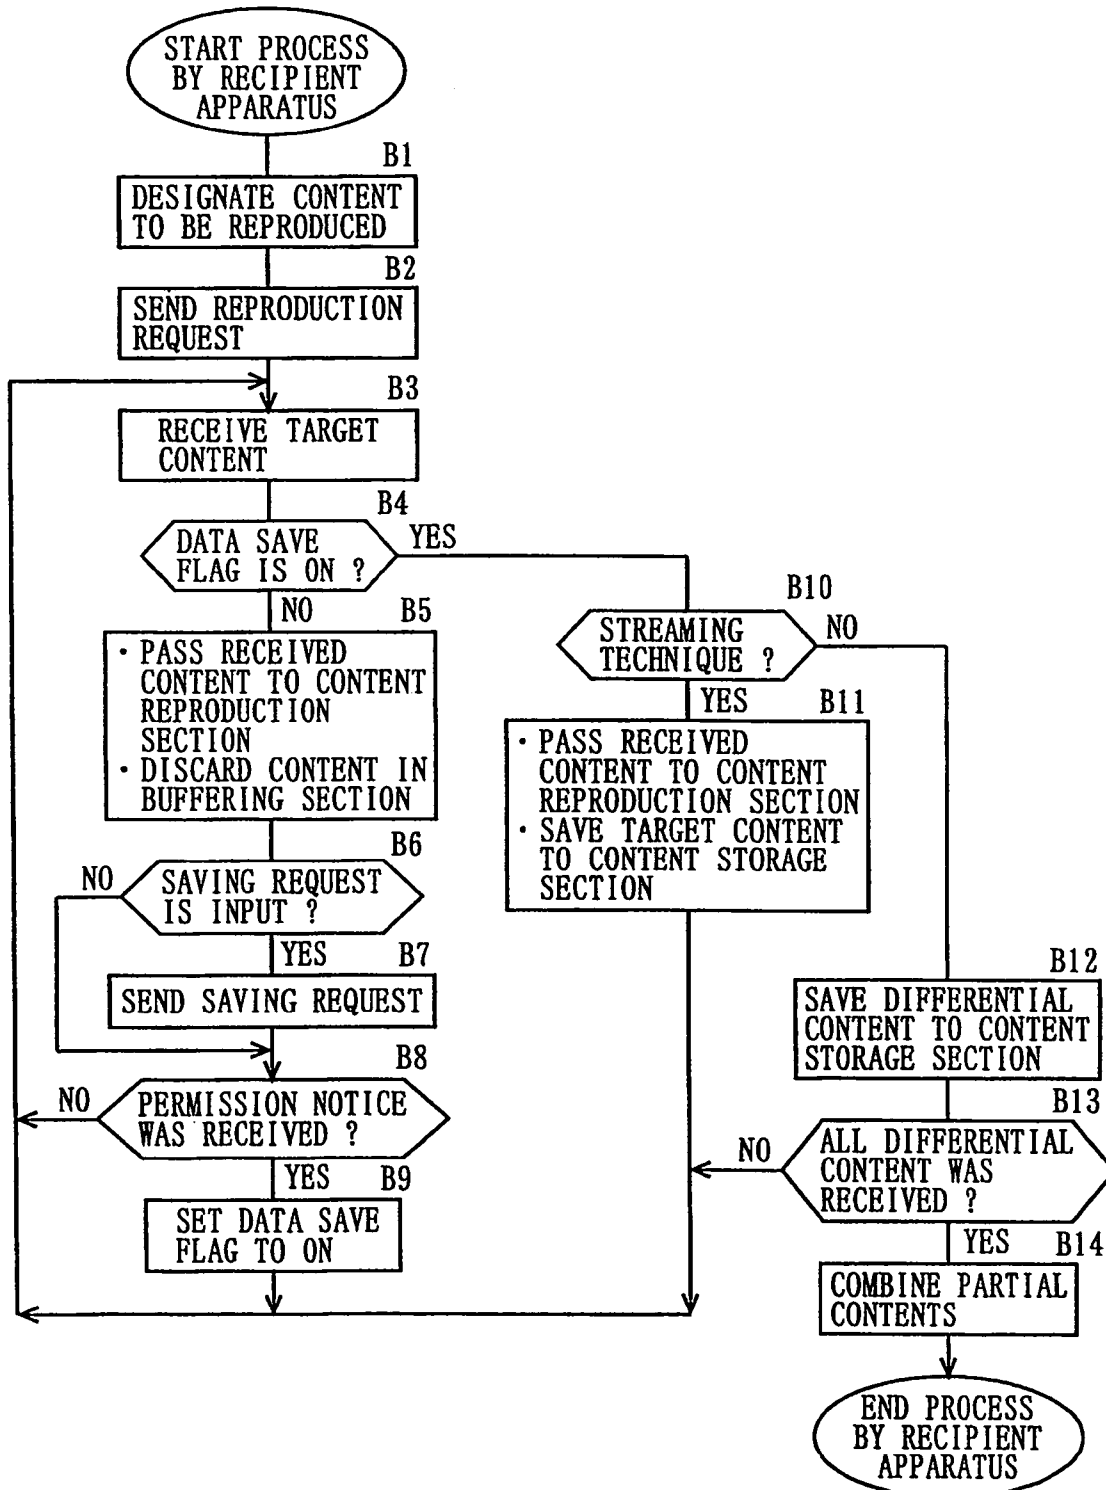 START PROCESS
BY RECIPIENT
APPARATUS
B1
DESIGNATE CONTENT
TO BE REPRODUCED
B2
SEND REPRODUCTION
REQUEST
B3
RECEIVE TARGET
CONTENT
B4
DATA SAVE
FLAG IS ON ?
YES
NO
B5
· PASS RECEIVED
CONTENT TO CONTENT
REPRODUCTION
SECTION
· DISCARD CONTENT IN
BUFFERING SECTION
B6
NO
SAVING REQUEST
IS INPUT ?
YES
B7
SEND SAVING REQUEST
B8
NO
PERMISSION NOTICE
WAS RECEIVED ?
YES
B9
SET DATA SAVE
FLAG TO ON
B10
STREAMING
TECHNIQUE ?
NO
YES
B11
· PASS RECEIVED
CONTENT TO CONTENT
REPRODUCTION SECTION
· SAVE TARGET CONTENT
TO CONTENT STORAGE
SECTION
B12
SAVE DIFFERENTIAL
CONTENT TO CONTENT
STORAGE SECTION
B13
NO
ALL DIFFERENTIAL
CONTENT WAS
RECEIVED ?
YES
B14
COMBINE PARTIAL
CONTENTS
END PROCESS
BY RECIPIENT
APPARATUS